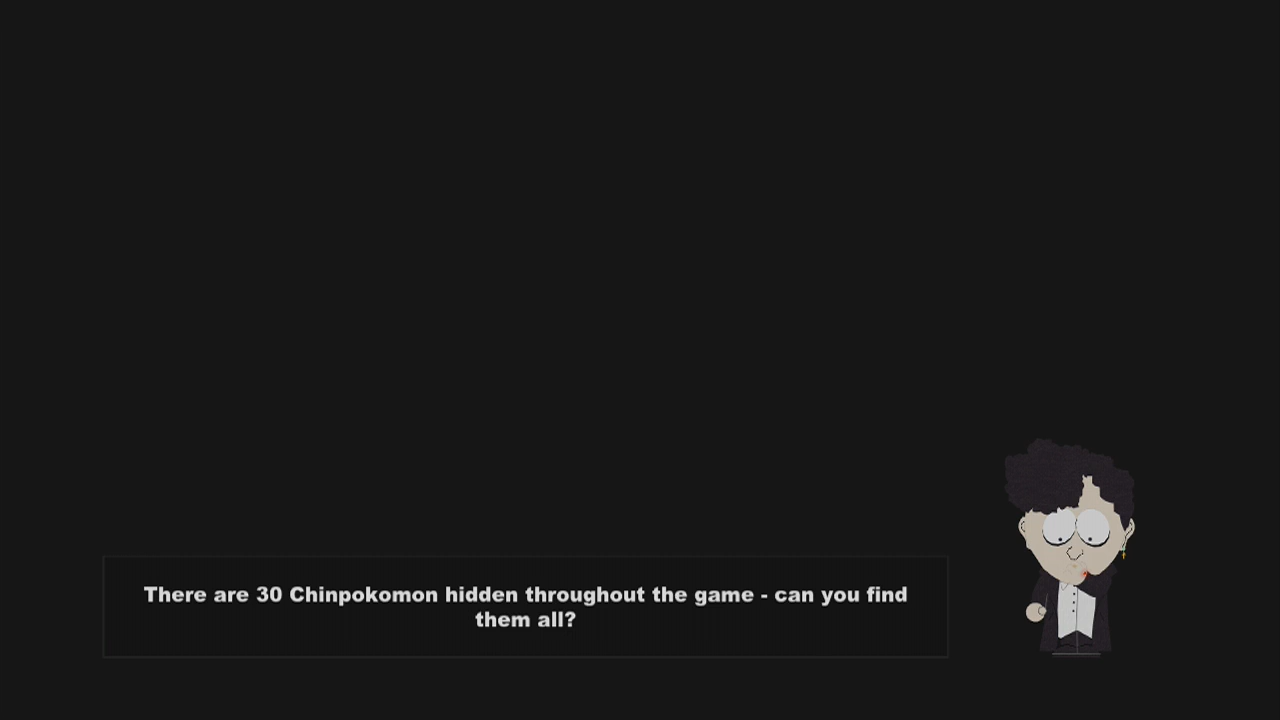 There are 30 Chinpokomon hidden throughout the game - can you find
them all?